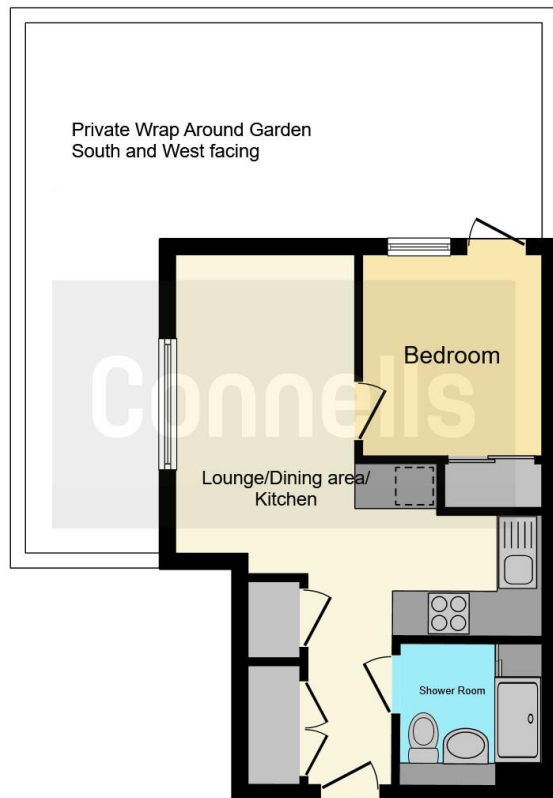 Private Wrap Around Garden
South and West facing
Bedroom
Connells
Lounge/Dining area/
Kitchen
Shower Room